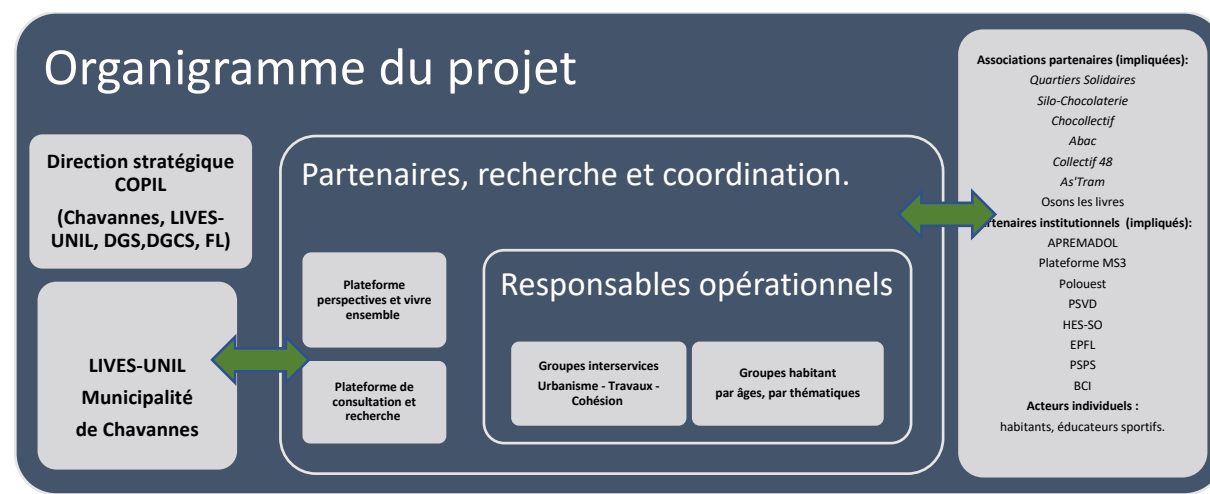 Organigramme du projet
Direction stratégique
COPIL
(Chavannes, LIVES-
UNIL, DGS,DGCS, FL)
LIVES-UNIL
Municipalité
de Chavannes
Partenaires, recherche et coordination.
Plateforme
perspectives et vivre
ensemble
Plateforme de
consultation et
recherche
Responsables opérationnels
Groupes interservices
Urbanisme - Travaux -
Cohésion
Groupes habitant
par âges, par thématiques
Associations partenaires (impliquées):
Quartiers Solidaires
Silo-Chocolaterie
Chocollectif
Abac
Collectif 48
As'Tram
Osons les livres
rtenaires institutionnels (impliqués):
APREMADOL
Plateforme MS3
Polouest
PSVD
HES-SO
EPFL
PSPS
BCI
Acteurs individuels :
habitants, éducateurs sportifs.